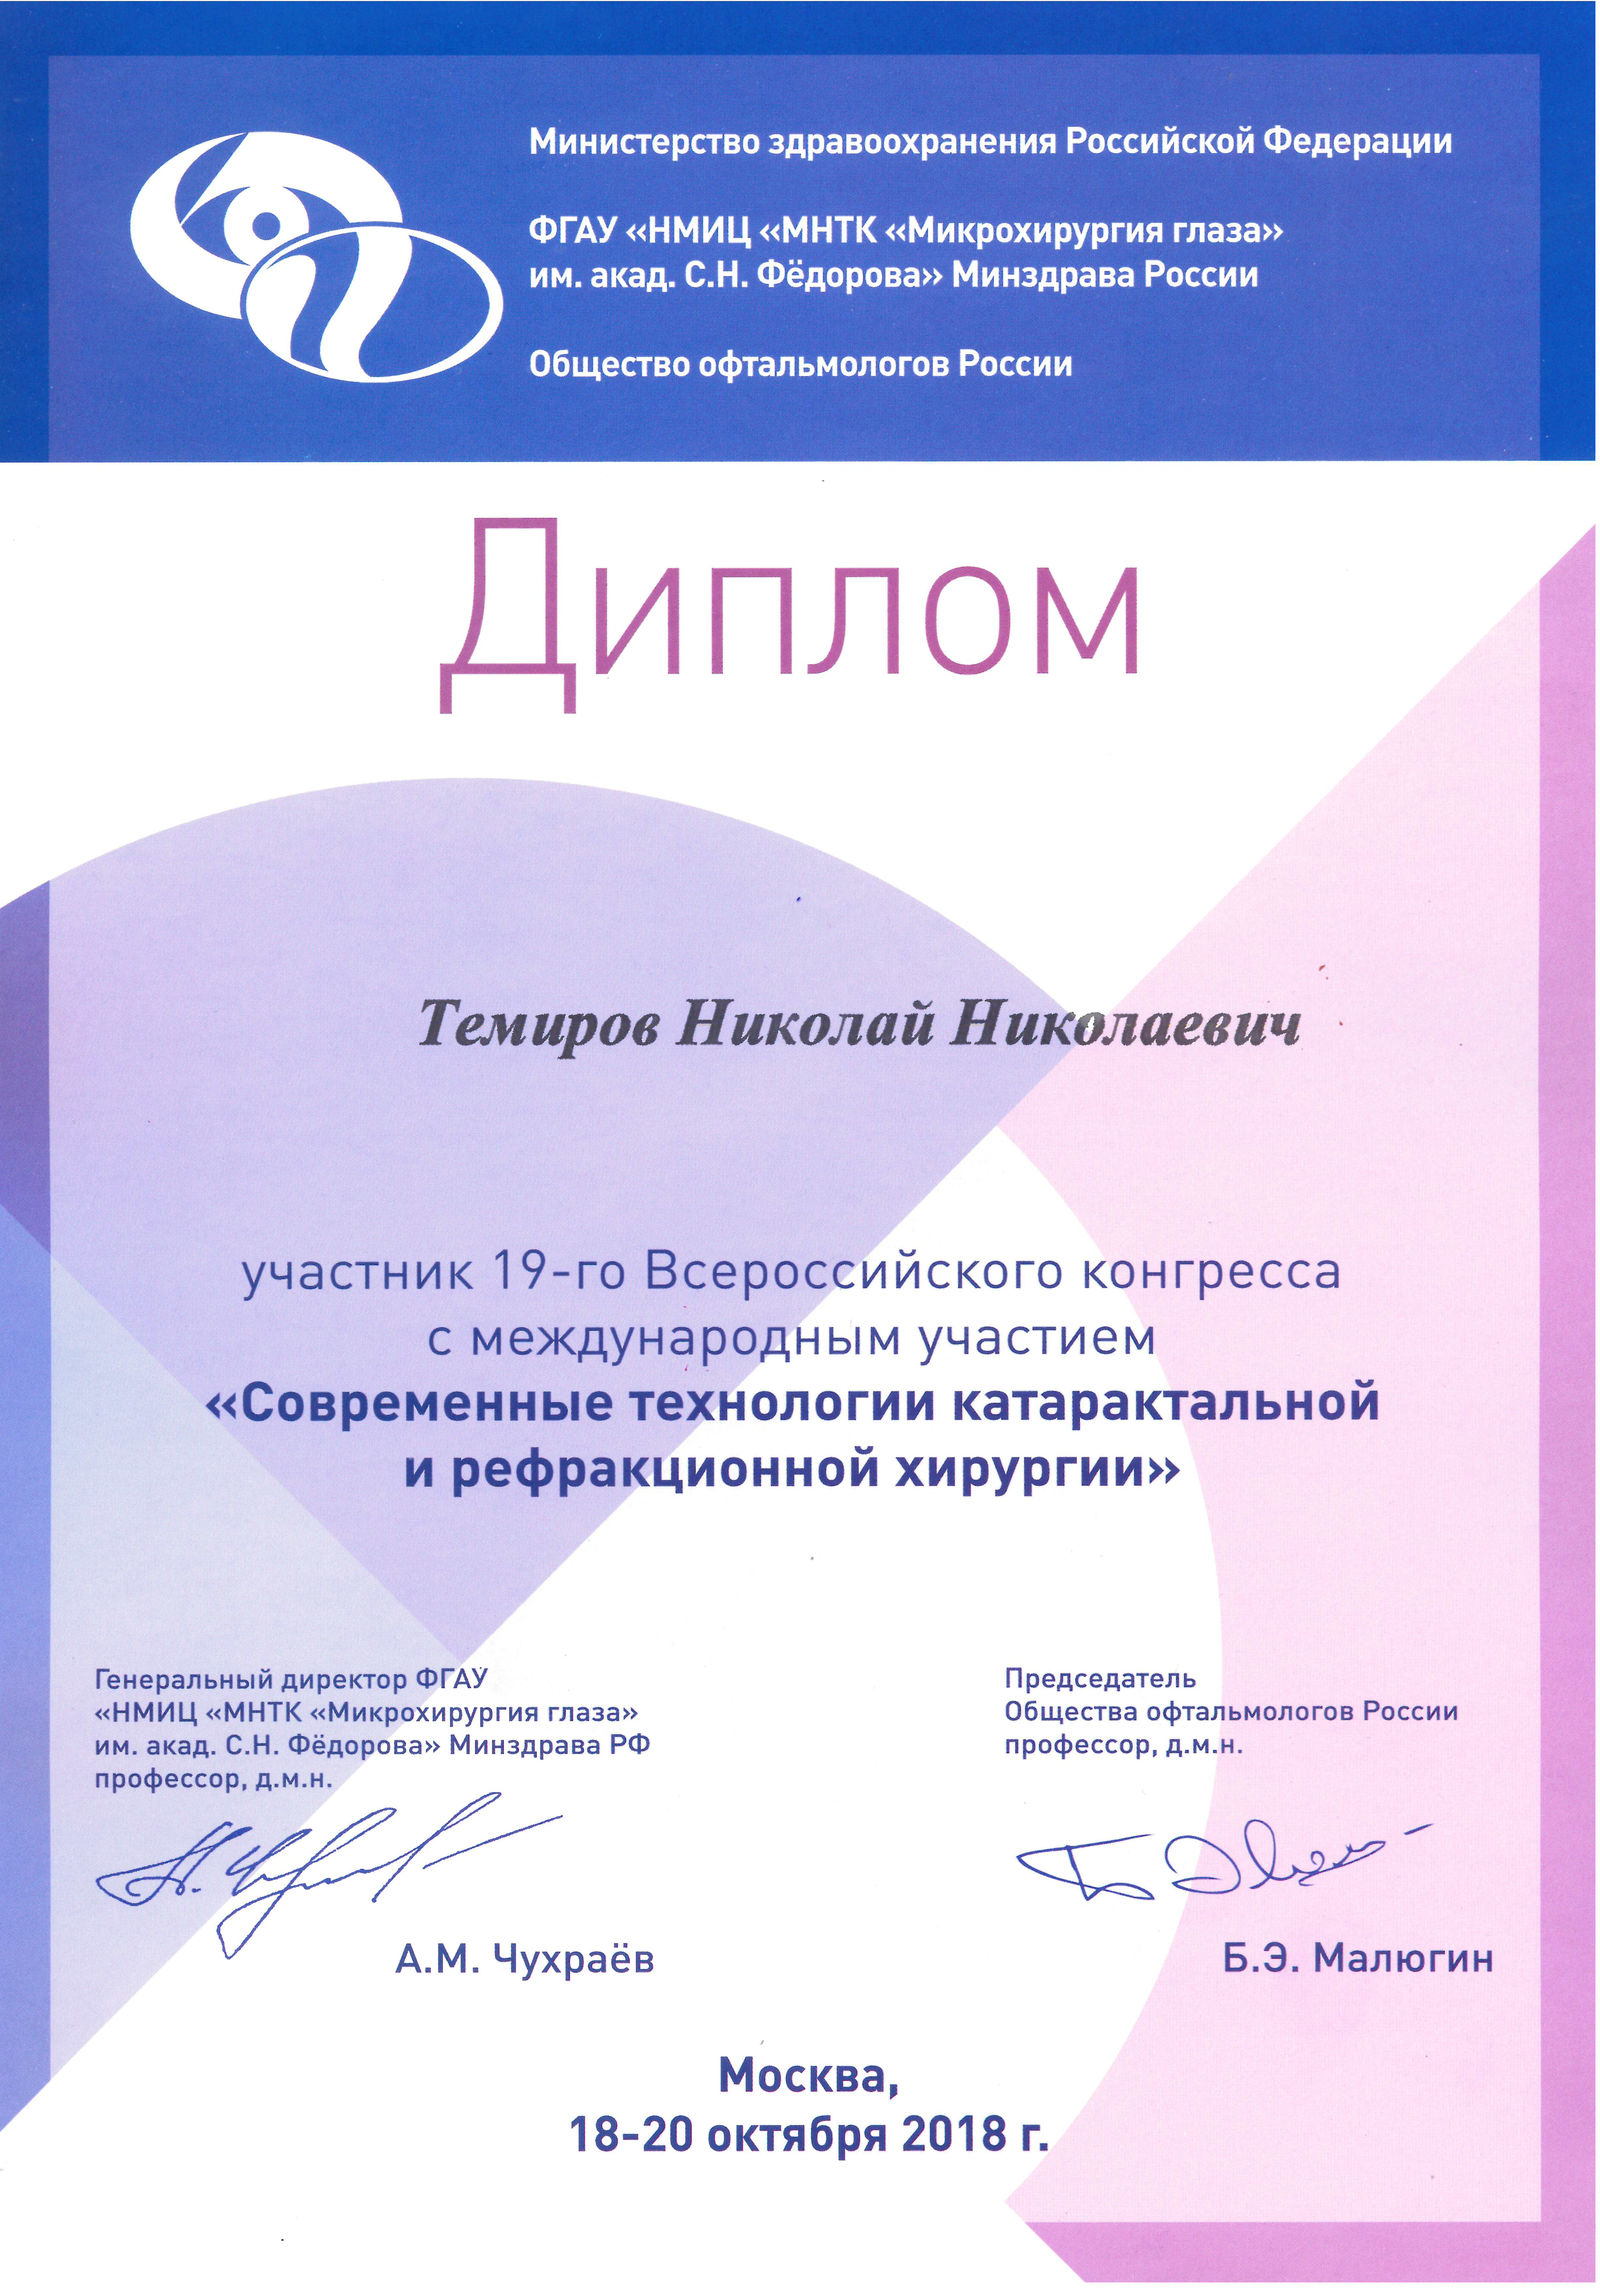 Министерство здравоохранения Российской Федерации
ФГАУ «НМИЦ «МНТК «Микрохирургия глаза»
им. акад. С.Н. Фёдорова» Минздрава России
Общество офтальмологов России
Диплом
Темиров Николай Николаевич
участник 19-го Всероссийского конгресса
с международным участием
«Современные технологии катарактальной
и рефракционной хирургии»
Генеральный директор ФГАУ
«НМИЦ «МНТК «Микрохирургия глаза»
им. акад. С.Н. Фёдорова» Минздрава РФ
профессор, д.м.н.
А.М. Чухраёв
Председатель
Общества офтальмологов России
профессор, д.м.н.
Б.Э. Малюгин
Москва,
18-20 октября 2018 г.